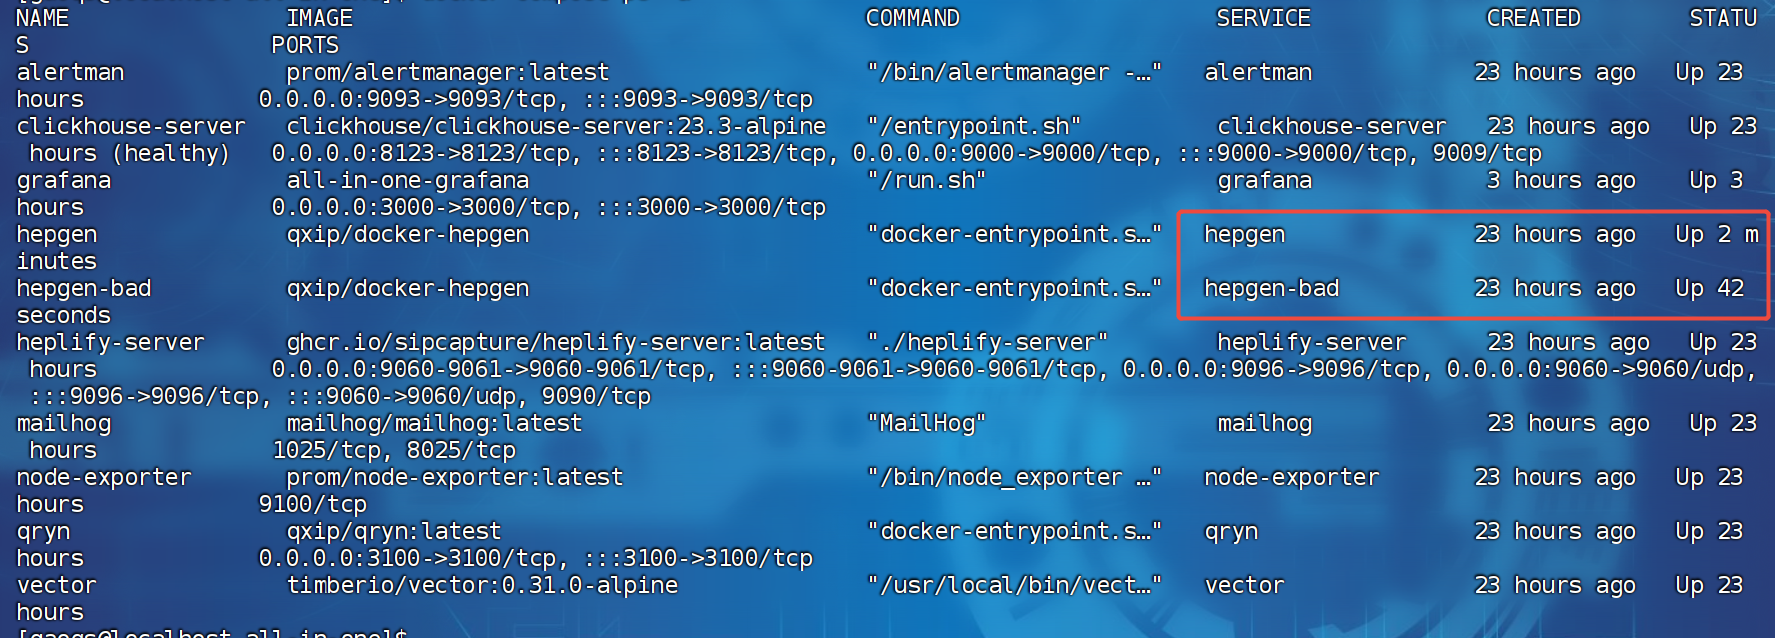 NAME IMAGE COMMAND SERVICE CREATED STATU
S PORTS
alertman prom/alertmanager:latest "/bin/alertmanager -…" alertman 23 hours ago Up 23
hours 0.0.0.0:9093->9093/tcp, :::9093->9093/tcp
clickhouse-server clickhouse/clickhouse-server:23.3-alpine "/entrypoint.sh" clickhouse-server 23 hours ago Up 23
hours (healthy) 0.0.0.0:8123->8123/tcp, :::8123->8123/tcp, 0.0.0.0:9000->9000/tcp, :::9000->9000/tcp, 9009/tcp
grafana all-in-one-grafana "/run.sh" grafana 3 hours ago Up 3
hours 0.0.0.0:3000->3000/tcp, :::3000->3000/tcp
hepgen qxip/docker-hepgen "docker-entrypoint.s…" hepgen 23 hours ago Up 2 m
inutes
hepgen-bad qxip/docker-hepgen "docker-entrypoint.s…" hepgen-bad 23 hours ago Up 42
seconds
heplify-server ghcr.io/sipcapture/heplify-server:latest "./heplify-server" heplify-server 23 hours ago Up 23
hours 0.0.0.0:9060-9061->9060-9061/tcp, :::9060-9061->9060-9061/tcp, 0.0.0.0:9096->9096/tcp, 0.0.0.0:9060->9060/udp,
:::9096->9096/tcp, :::9060->9060/udp, 9090/tcp
mailhog mailhog/mailhog:latest "MailHog" mailhog 23 hours ago Up 23
hours 1025/tcp, 8025/tcp
node-exporter prom/node-exporter:latest "/bin/node_exporter …" node-exporter 23 hours ago Up 23
hours 9100/tcp
qryn qxip/qryn:latest "docker-entrypoint.s…" qryn 23 hours ago Up 23
hours 0.0.0.0:3100->3100/tcp, :::3100->3100/tcp
vector timberio/vector:0.31.0-alpine "/usr/local/bin/vect…" vector 23 hours ago Up 23
hours